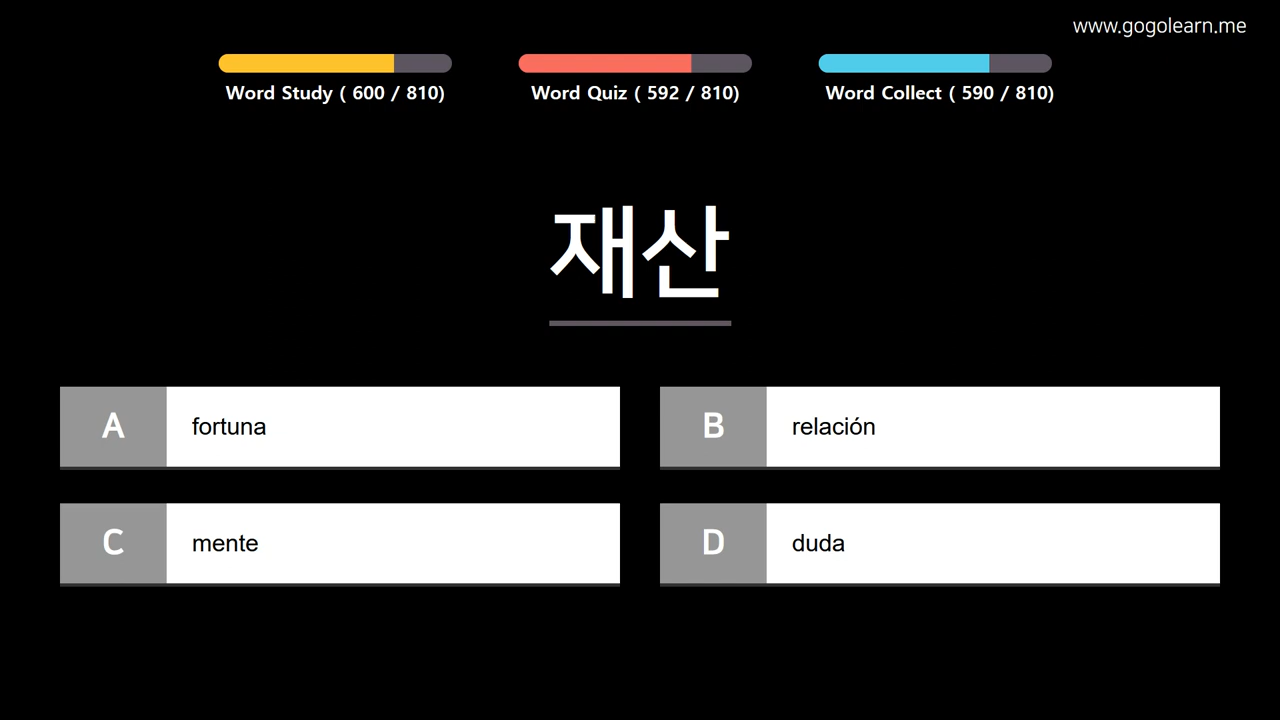 www.gogolearn.me
Word Study ( 600 / 810)
Word Quiz ( 592 / 810)
Word Collect ( 590 / 810)
재산
A fortuna
B relación
C mente
D duda